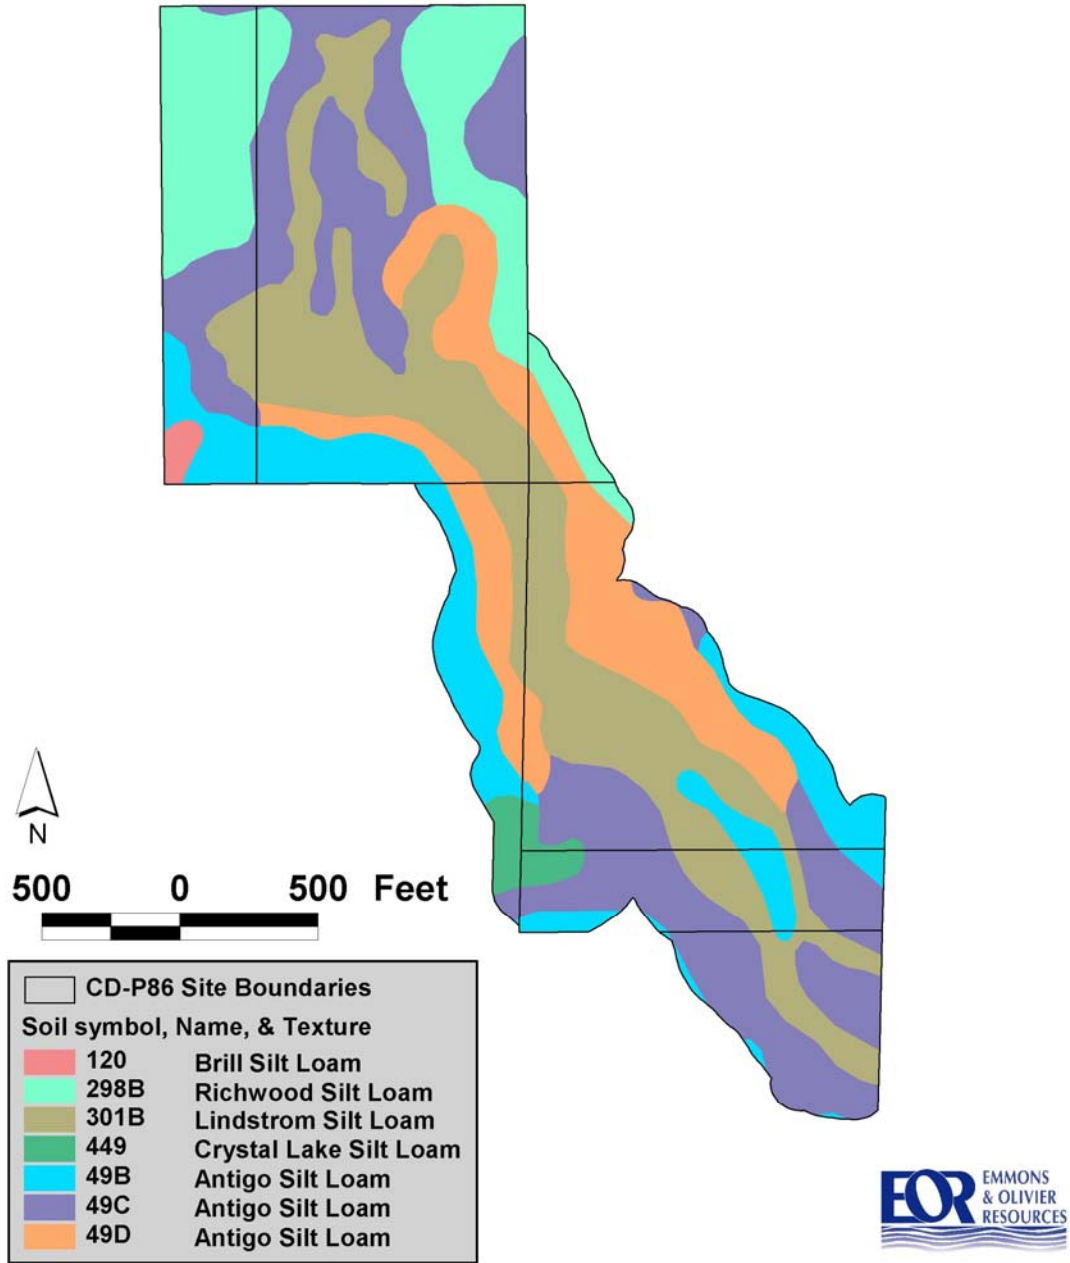 N
500 0 500 Feet
CD-P86 Site Boundaries
Soil symbol, Name, & Texture
120 Brill Silt Loam
298B Richwood Silt Loam
301B Lindstrom Silt Loam
449 Crystal Lake Silt Loam
49B Antigo Silt Loam
49C Antigo Silt Loam
49D Antigo Silt Loam
EOR
EMMONS
& OLIVIER
RESOURCES